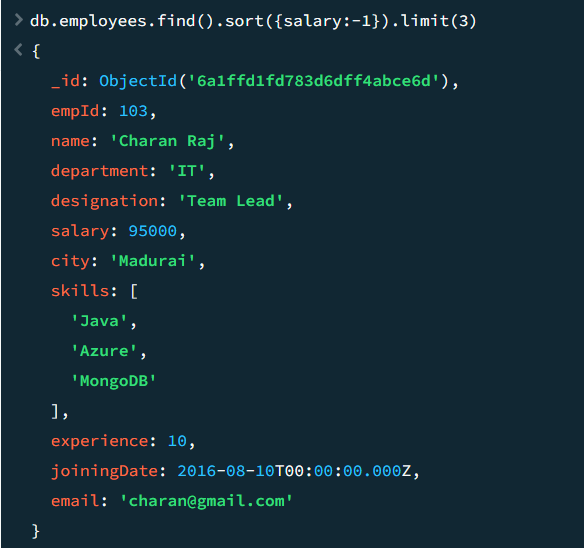 db.employees.find().sort({salary:-1}).limit(3)
{
_id: ObjectId('6a1ffd1fd783d6dff4abce6d'),
empId: 103,
name: 'Charan Raj',
department: 'IT',
designation: 'Team Lead',
salary: 95000,
city: 'Madurai',
skills: [
'Java',
'Azure',
'MongoDB'
],
experience: 10,
joiningDate: 2016-08-10T00:00:00.000Z,
email: 'charan@gmail.com'
}